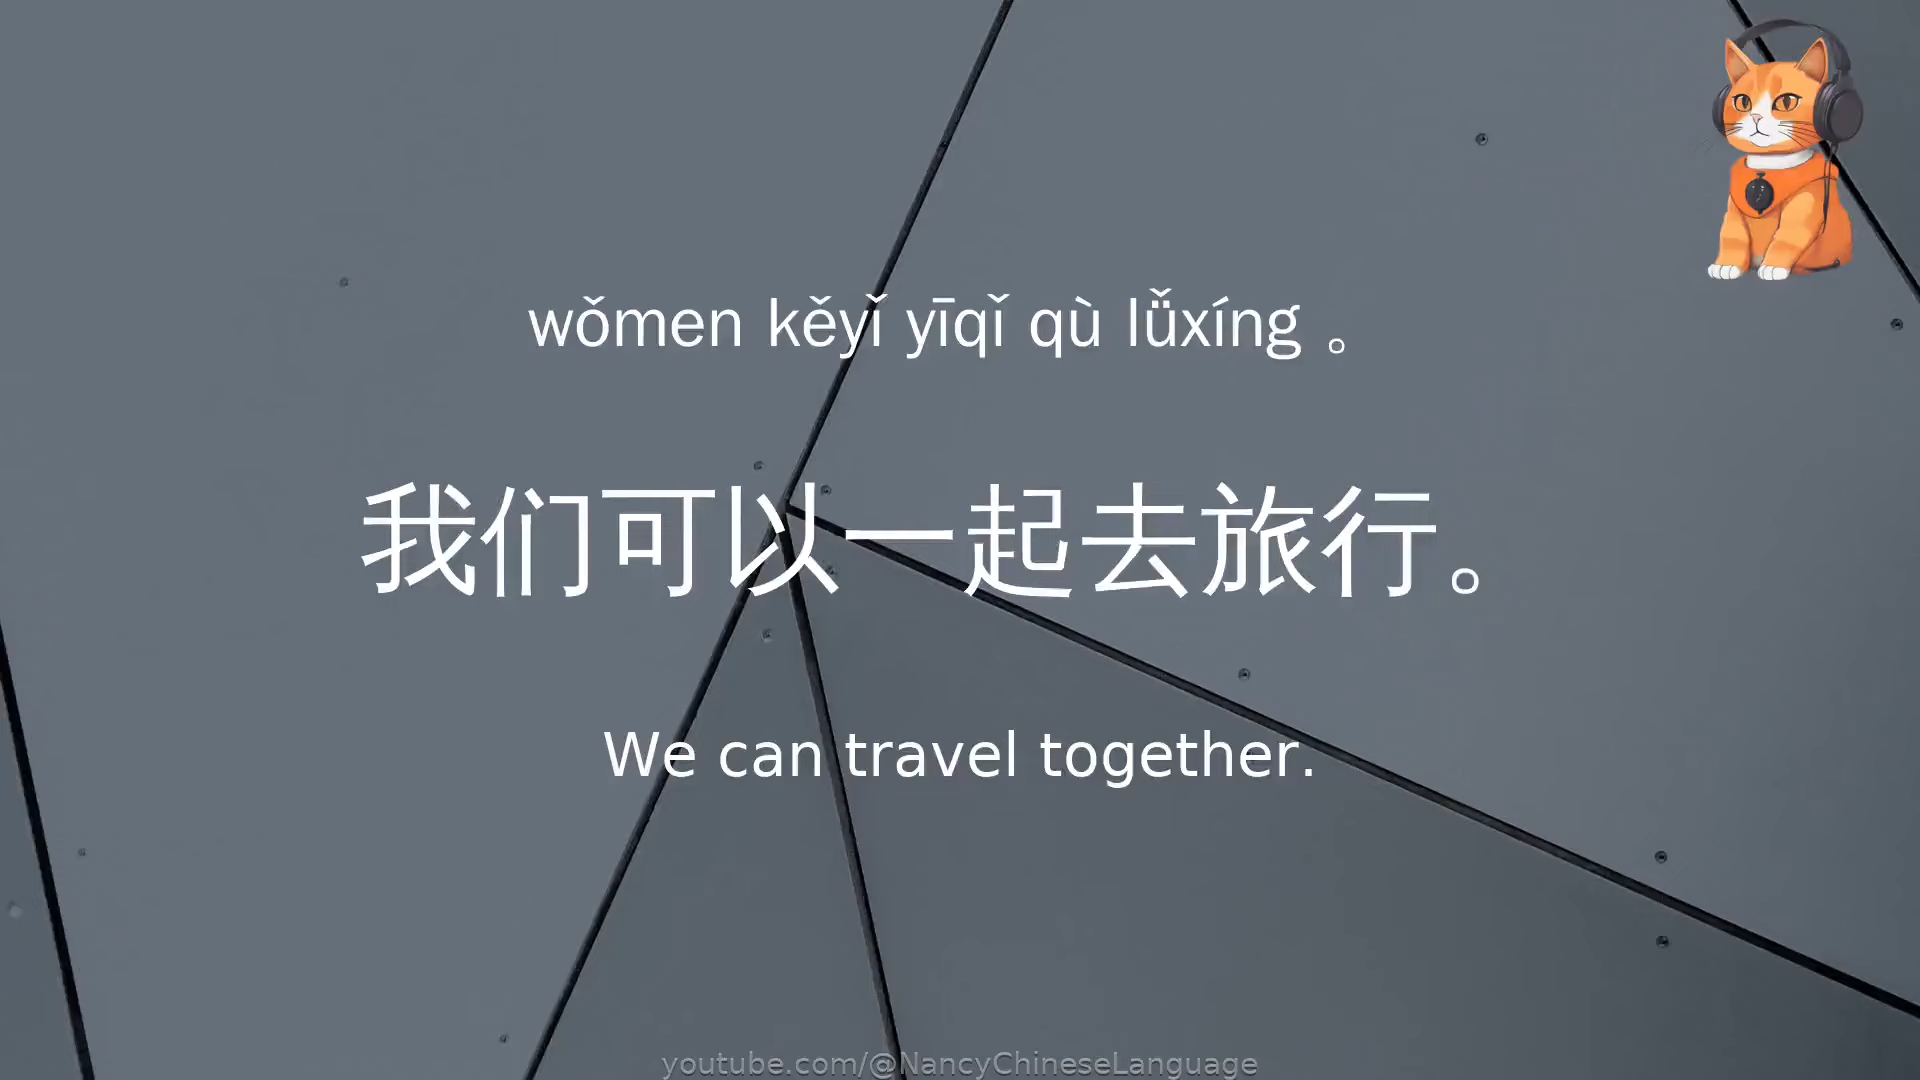 wǒmen kěyǐ yīqǐ qù lǚxíng 。
我们可以一起去旅行。
We can travel together.
youtube.com/@NancyChineseLanguage